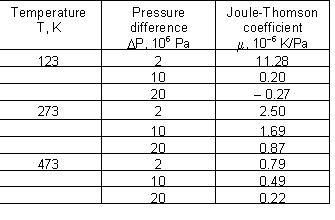 Temperature T, K | Pressure difference ΔP, 10⁶ Pa | Joule-Thomson coefficient μ, 10⁻⁶ K/Pa
123 | 2 | 11.28
10 | 0.20
20 | – 0.27
273 | 2 | 2.50
10 | 1.69
20 | 0.87
473 | 2 | 0.79
10 | 0.49
20 | 0.22